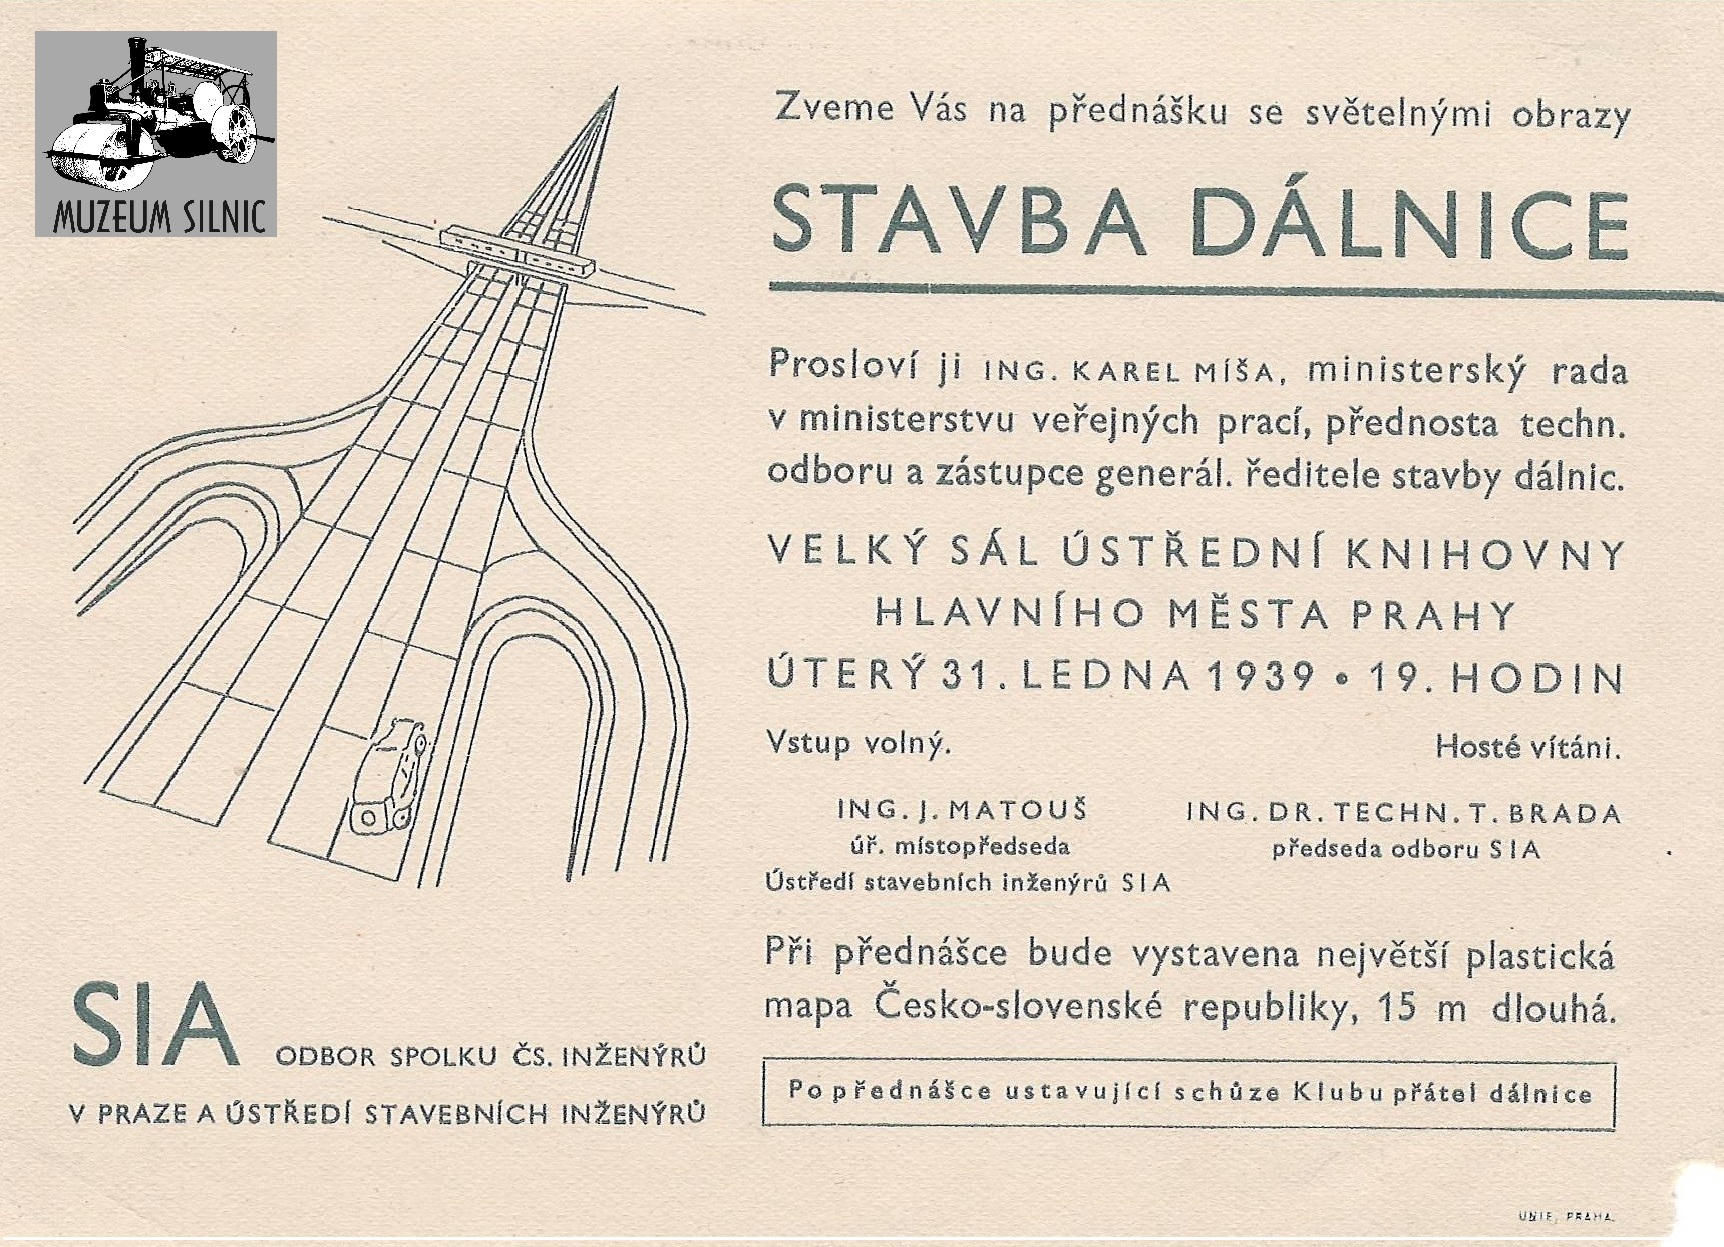 MUZEUM SILNIC
Zveme Vás na přednášku se světelnými obrazy
STAVBA DÁLNICE
Prosloví ji ING. KAREL MÍŠA, ministerský rada
v ministerstvu veřejných prací, přednosta techn.
odboru a zástupce generál. ředitele stavby dálnic.
VELKÝ SÁL ÚSTŘEDNÍ KNIHOVNY
HLAVNÍHO MĚSTA PRAHY
ÚTERÝ 31. LEDNA 1939 • 19. HODIN
Vstup volný. Hosté vítáni.
ING. J. MATOUŠ ING. DR. TECHN. T. BRADA
úř. místopředseda předseda odboru SIA
Ústředí stavebních inženýrů SIA
Při přednášce bude vystavena největší plastická
mapa Česko-slovenské republiky, 15 m dlouhá.
Po přednášce ustavující schůze Klubu přátel dálnice
SIA ODBOR SPOLKU ČS. INŽENÝRŮ
V PRAZE A ÚSTŘEDÍ STAVEBNÍCH INŽENÝRŮ
UNIE, PRAHA.